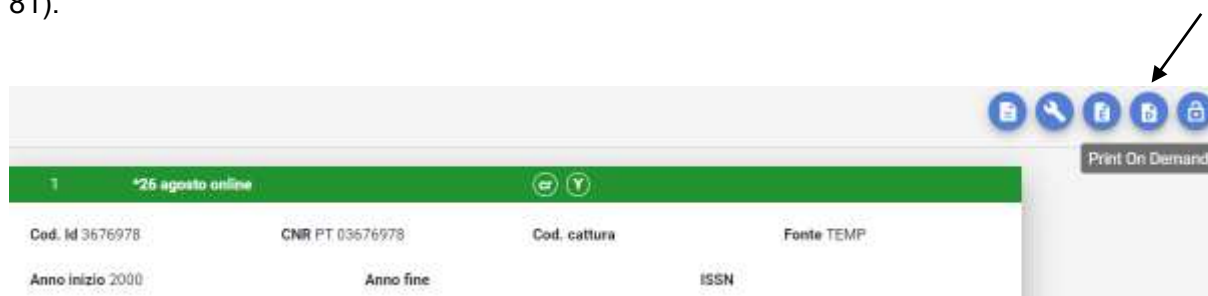 81).
Print On Demand
1 *26 agosto online cr Y
Cod. Id 3676978 CNR PT 03676978 Cod. cattura Fonte TEMP
Anno inizio 2000 Anno fine ISSN